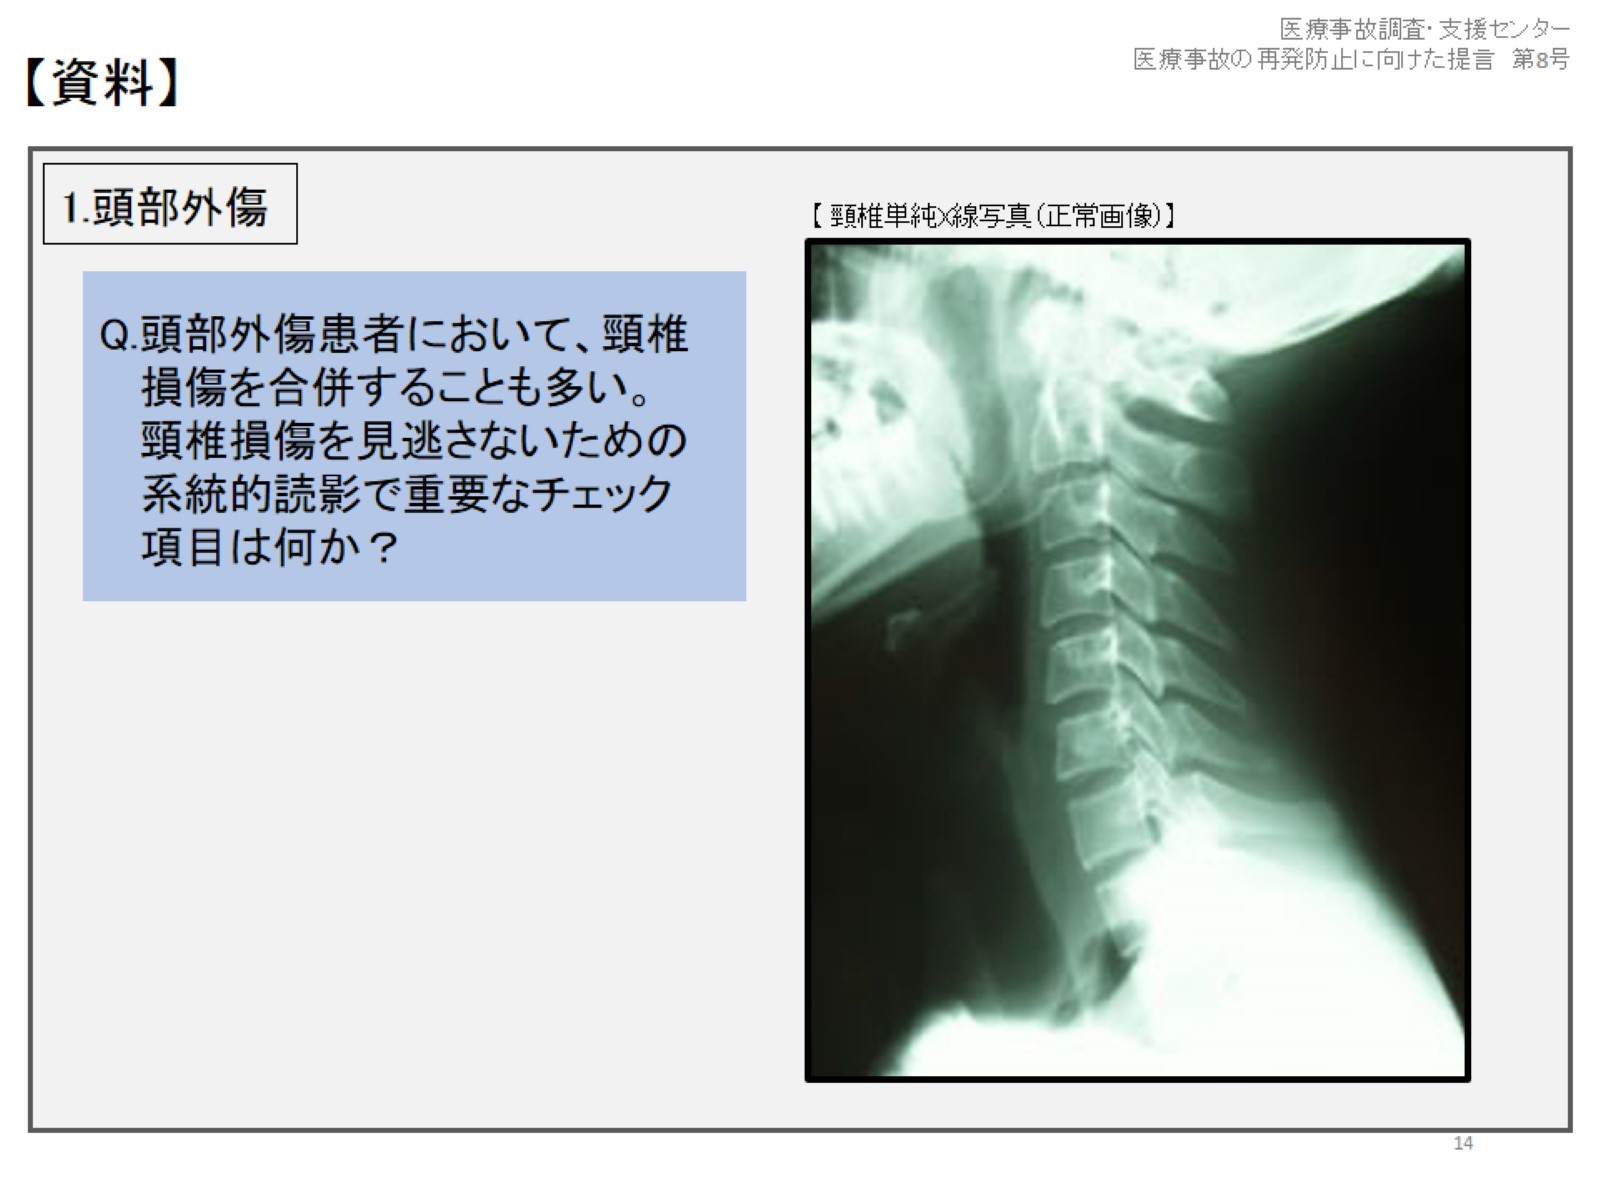 医療事故調査・支援センター
医療事故の再発防止に向けた提言 第8号
【資料】
1.頭部外傷
【 頸椎単純X線写真(正常画像)】
Q.頭部外傷患者において、頸椎
損傷を合併することも多い。
頸椎損傷を見逃さないための
系統的読影で重要なチェック
項目は何か?
14